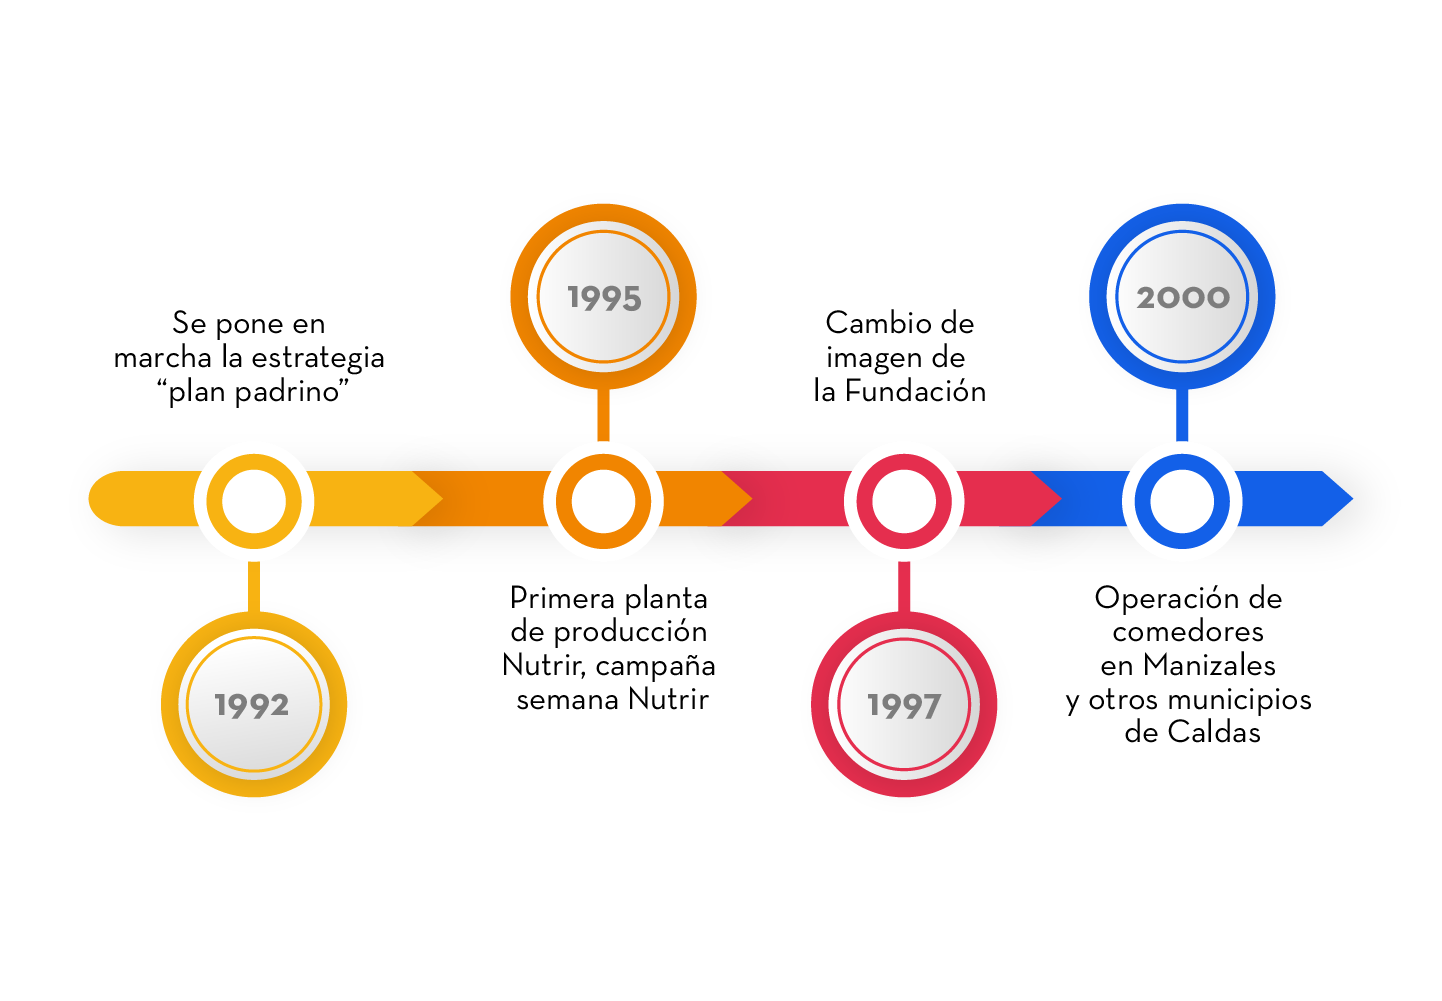 1992
Se pone en
marcha la estrategia
“plan padrino”
1995
Primera planta
de producción
Nutrir, campaña
semana Nutrir
1997
Cambio de
imagen de
la Fundación
2000
Operación de
comedores
en Manizales
y otros municipios
de Caldas